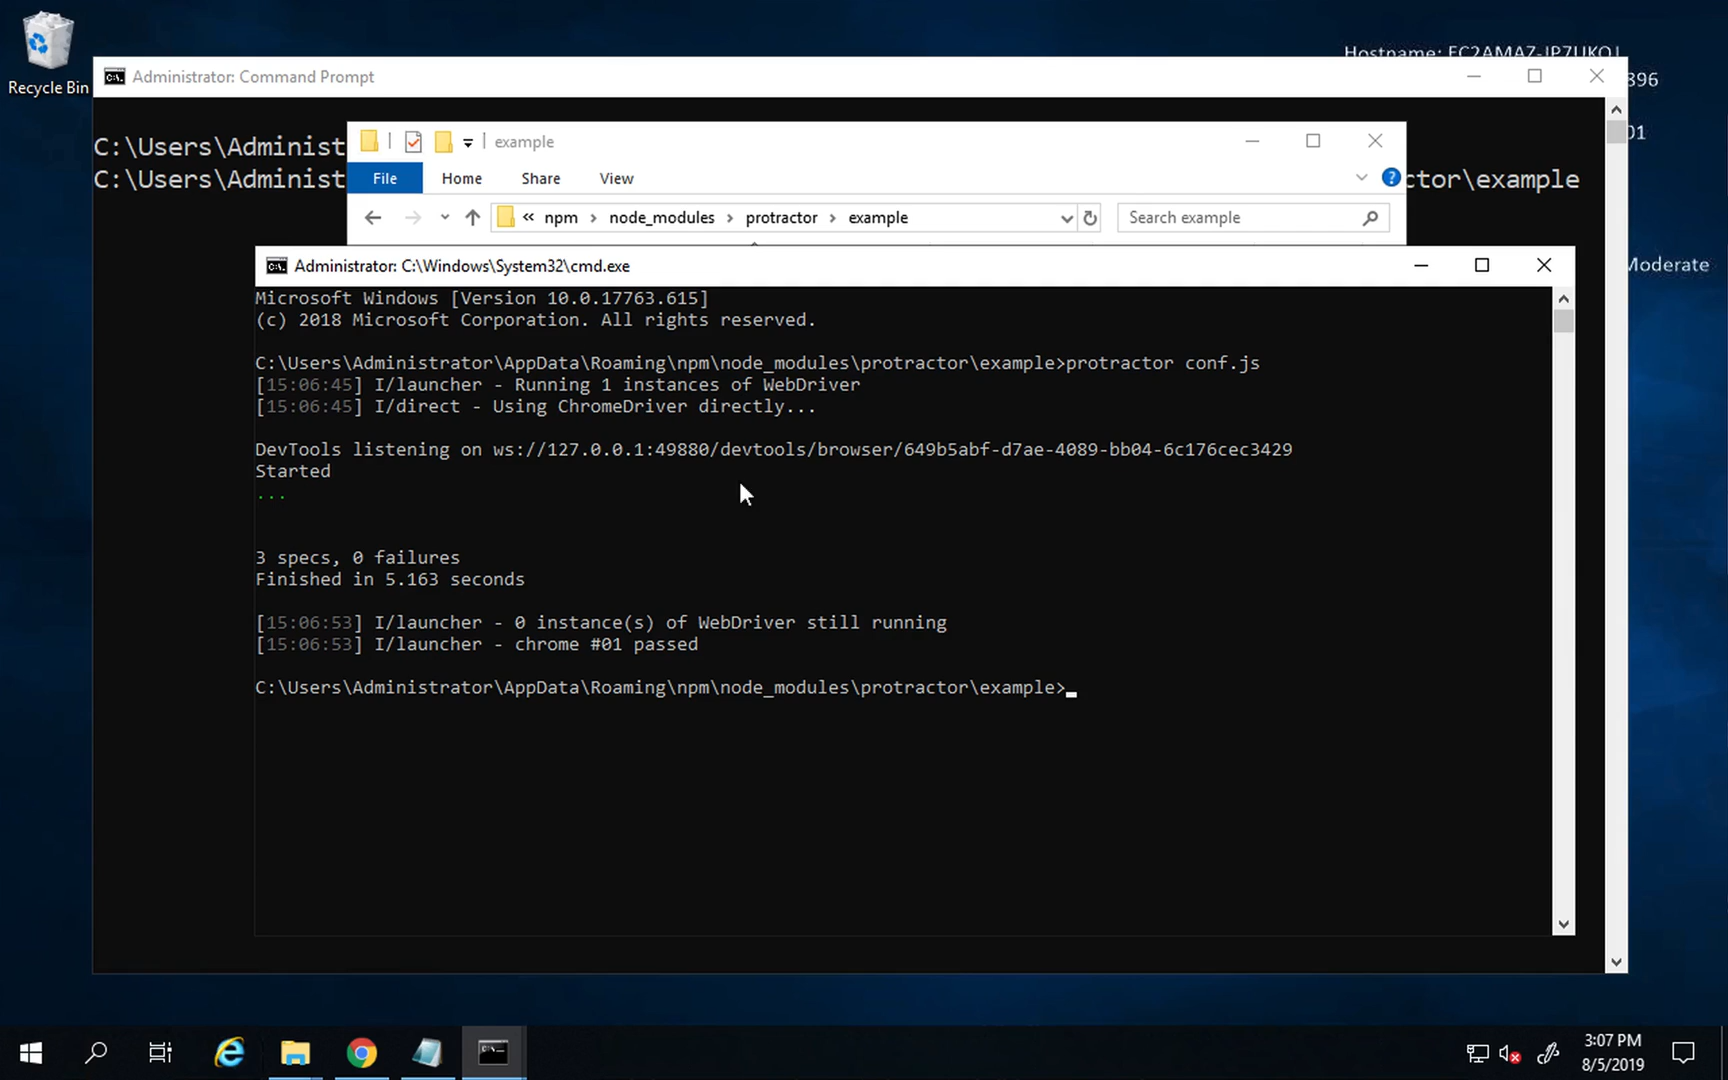 Recycle Bin
Hostname: EC2AMAZ-JP7UKOJ
896
01
Moderate
Administrator: Command Prompt
C:\Users\Administ
C:\Users\Administ
ctor\example
example
File Home Share View
« npm > node_modules > protractor > example
Search example
Administrator: C:\Windows\System32\cmd.exe
Microsoft Windows [Version 10.0.17763.615]
(c) 2018 Microsoft Corporation. All rights reserved.
C:\Users\Administrator\AppData\Roaming\npm\node_modules\protractor\example>protractor conf.js
[15:06:45] I/launcher - Running 1 instances of WebDriver
[15:06:45] I/direct - Using ChromeDriver directly...
DevTools listening on ws://127.0.0.1:49880/devtools/browser/649b5abf-d7ae-4089-bb04-6c176cec3429
Started
...
3 specs, 0 failures
Finished in 5.163 seconds
[15:06:53] I/launcher - 0 instance(s) of WebDriver still running
[15:06:53] I/launcher - chrome #01 passed
C:\Users\Administrator\AppData\Roaming\npm\node_modules\protractor\example>_
3:07 PM
8/5/2019